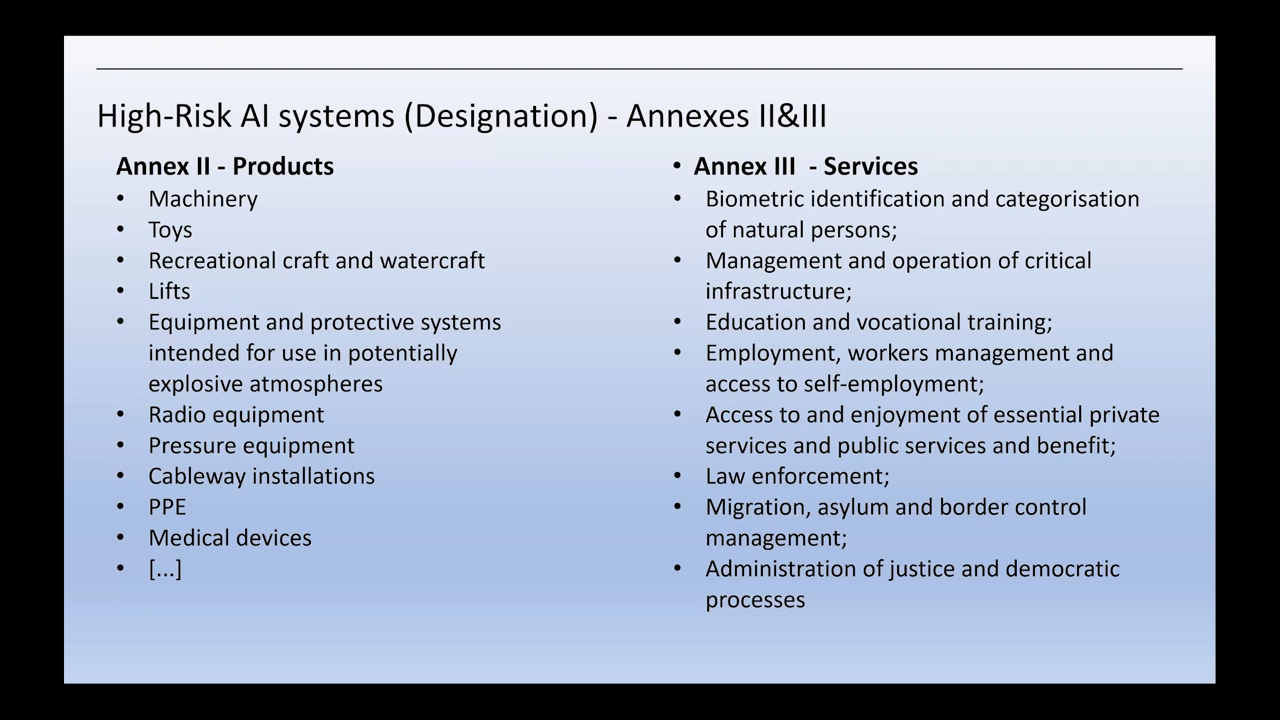 High-Risk AI systems (Designation) - Annexes II&III
Annex II - Products
• Machinery
• Toys
• Recreational craft and watercraft
• Lifts
• Equipment and protective systems
intended for use in potentially
explosive atmospheres
• Radio equipment
• Pressure equipment
• Cableway installations
• PPE
• Medical devices
• [...]
• Annex III - Services
• Biometric identification and categorisation
of natural persons;
• Management and operation of critical
infrastructure;
• Education and vocational training;
• Employment, workers management and
access to self-employment;
• Access to and enjoyment of essential private
services and public services and benefit;
• Law enforcement;
• Migration, asylum and border control
management;
• Administration of justice and democratic
processes